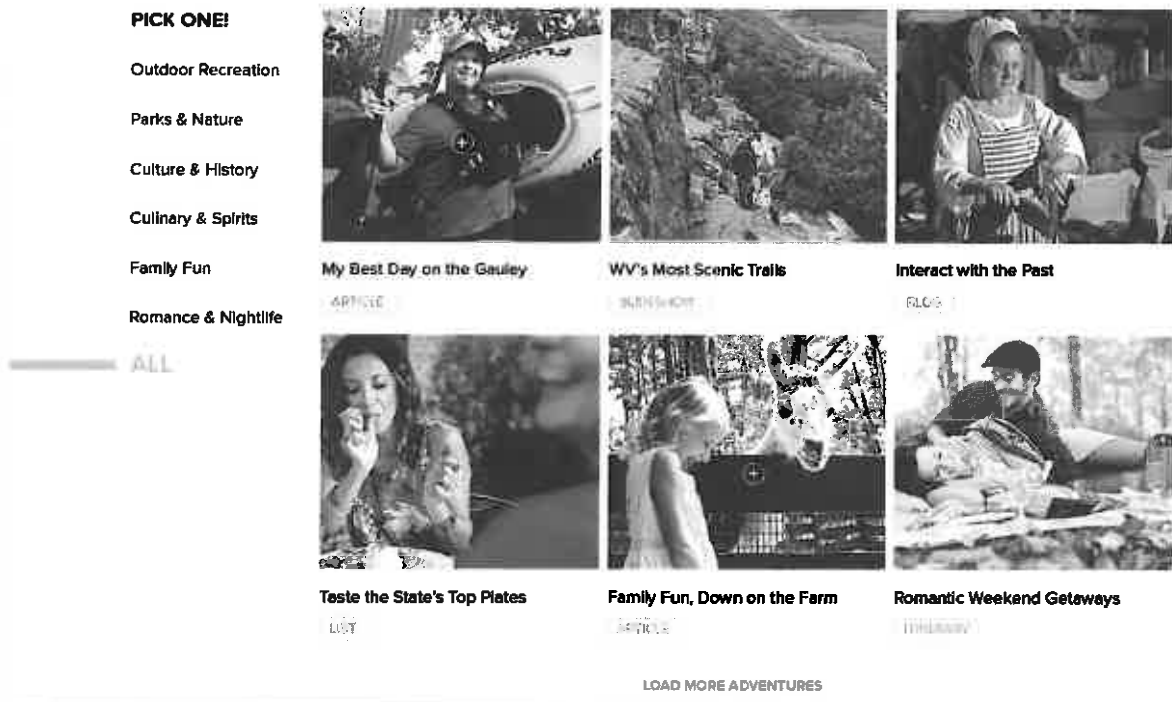 PICK ONE!
Outdoor Recreation
Parks & Nature
Culture & History
Culinary & Spirits
Family Fun
Romance & Nightlife
ALL
My Best Day on the Gauley
WV's Most Scenic Trails
Interact with the Past
ARTICLE
SLIDESHOW
BLOG
Taste the State's Top Plates
Family Fun, Down on the Farm
Romantic Weekend Getaways
LIST
ARTICLE
ITINERARY
LOAD MORE ADVENTURES